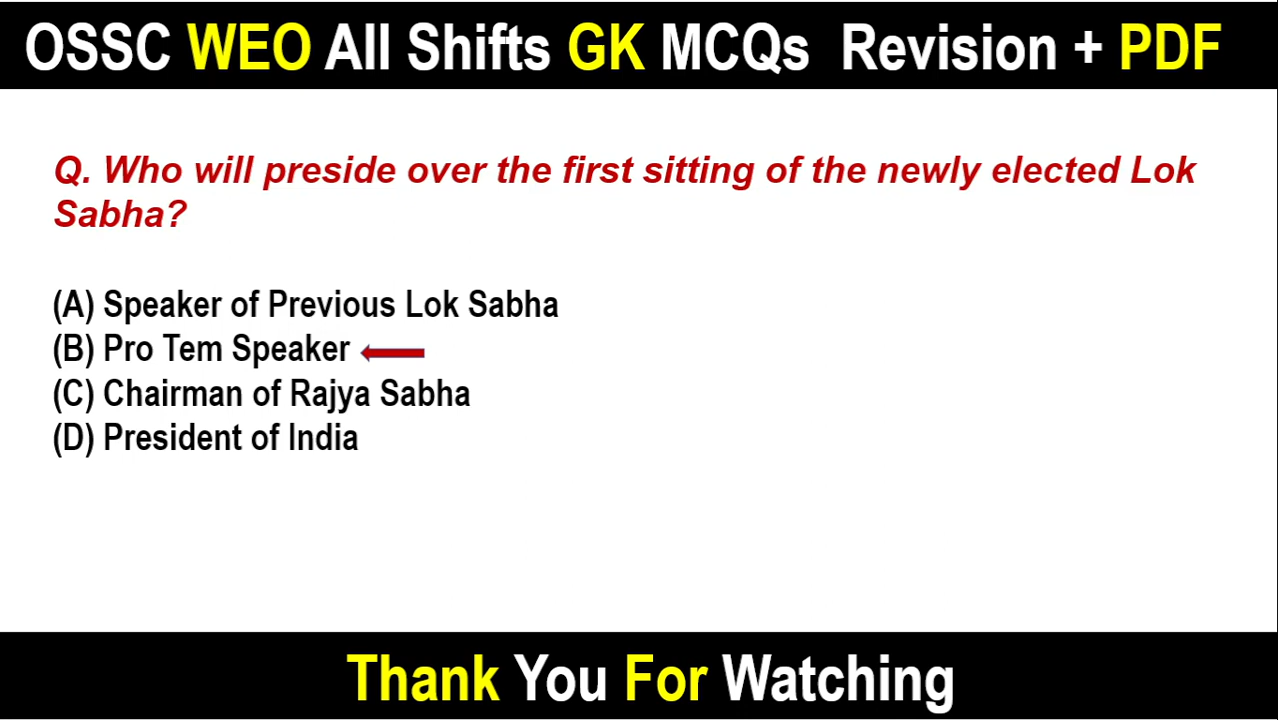 OSSC WEO All Shifts GK MCQs Revision + PDF
Q. Who will preside over the first sitting of the newly elected Lok
Sabha?
(A) Speaker of Previous Lok Sabha
(B) Pro Tem Speaker
(C) Chairman of Rajya Sabha
(D) President of India
Thank You For Watching